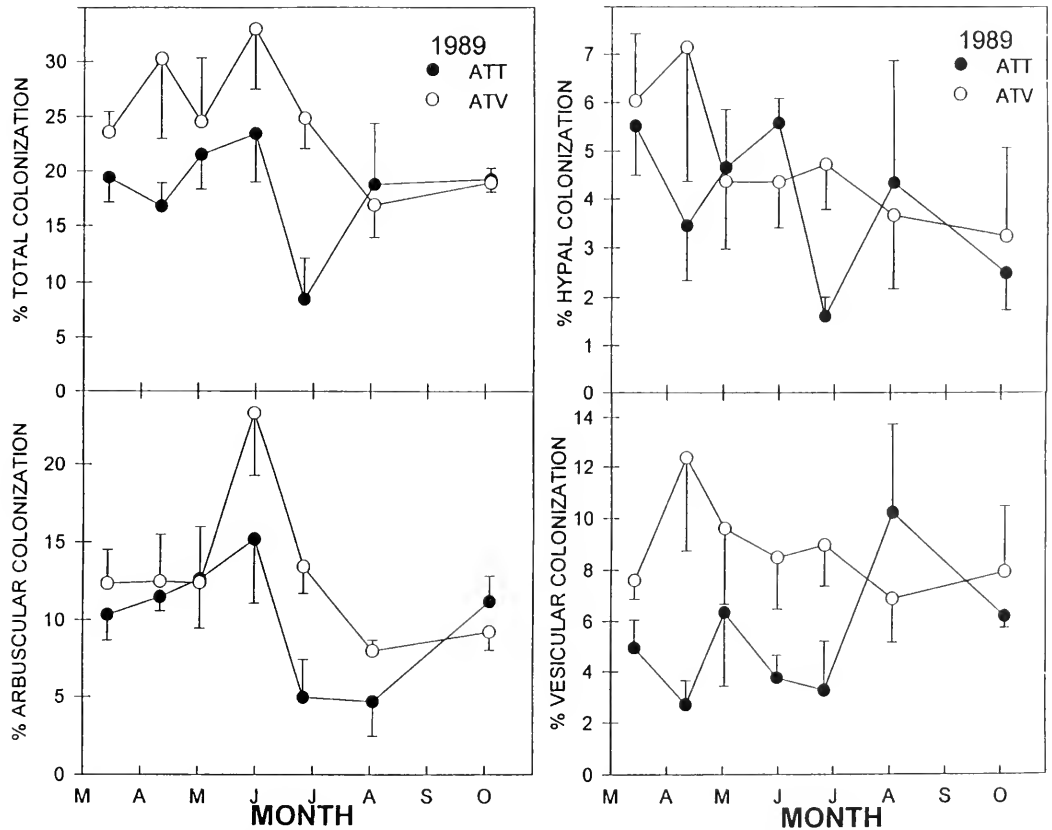 % TOTAL COLONIZATION
30
25
20
15
10
5
0
1989
ATT
ATV
M A M J J A S O
% HYPAL COLONIZATION
7
6
5
4
3
2
1
0
1989
ATT
ATV
M A M J J A S O
% ARBUSCULAR COLONIZATION
20
15
10
5
0
M A M J J A S O
MONTH
% VESICULAR COLONIZATION
14
12
10
8
6
4
2
0
M A M J J A S O
MONTH